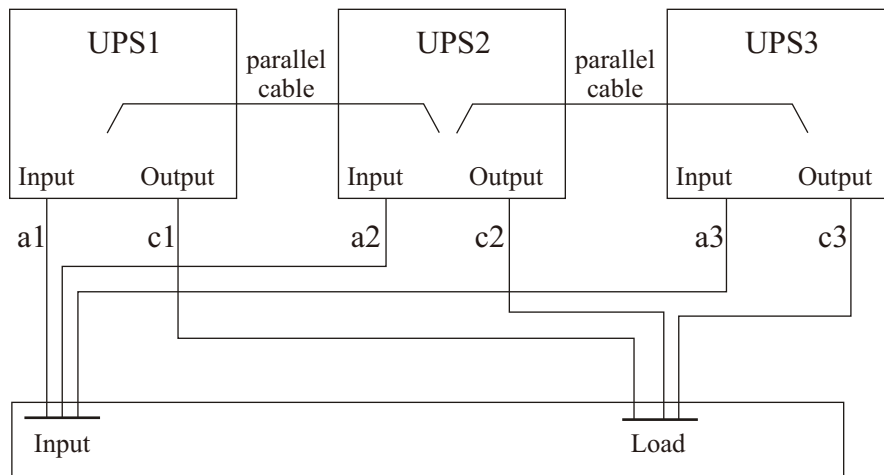 UPS1
UPS2
UPS3
parallel
cable
parallel
cable
Input
Output
Input
Output
Input
Output
a1
c1
a2
c2
a3
c3
Input
Load